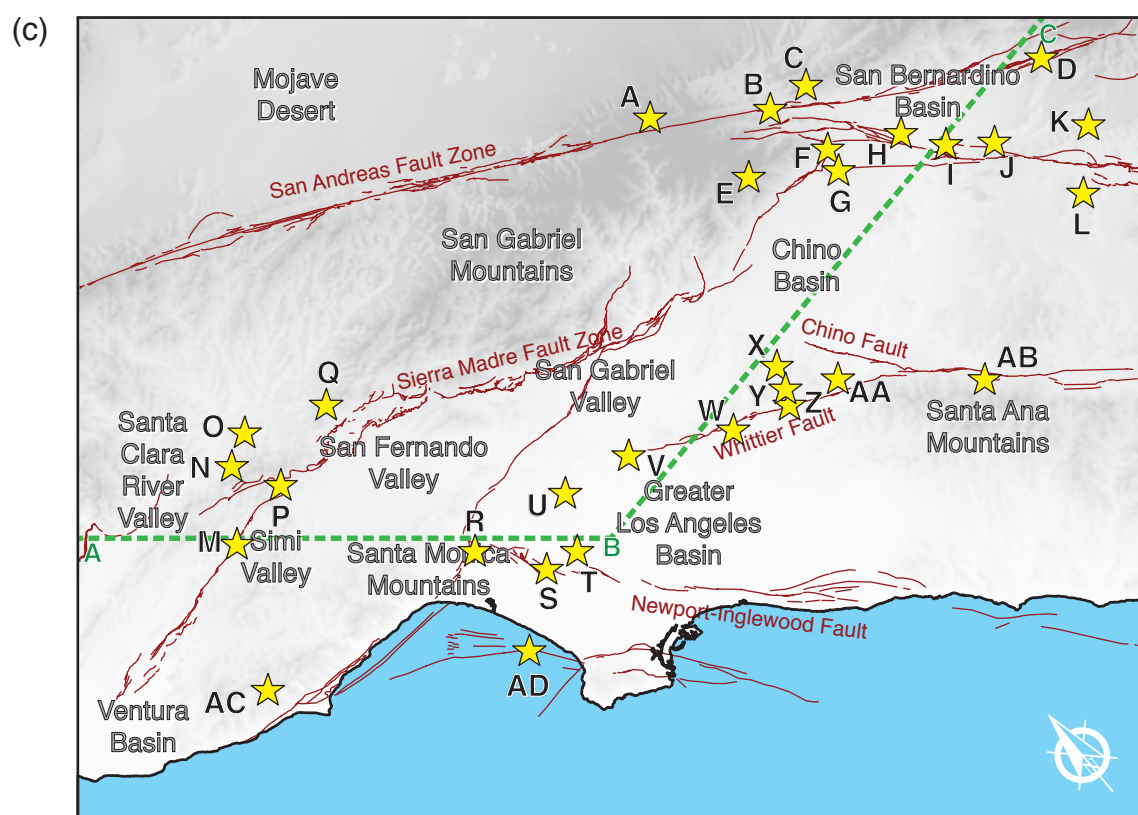 (c)
C
D
Mojave
Desert
C
San Bernardino
Basin
B
A
K
San Andreas Fault Zone
F
H
I
J
E
G
L
San Gabriel
Mountains
Chino
Basin
Chino Fault
Sierra Madre Fault Zone
X
AB
San Gabriel
Valley
Q
Y
Z
AA
Santa
Clara
River
Valley
O
W
Santa Ana
Mountains
San Fernando
Valley
Whittier Fault
N
V
P
U
Greater
Los Angeles
Basin
R
M
Simi
Valley
A
B
Santa Monica
Mountains
S
T
Newport-Inglewood Fault
AC
AD
Ventura
Basin